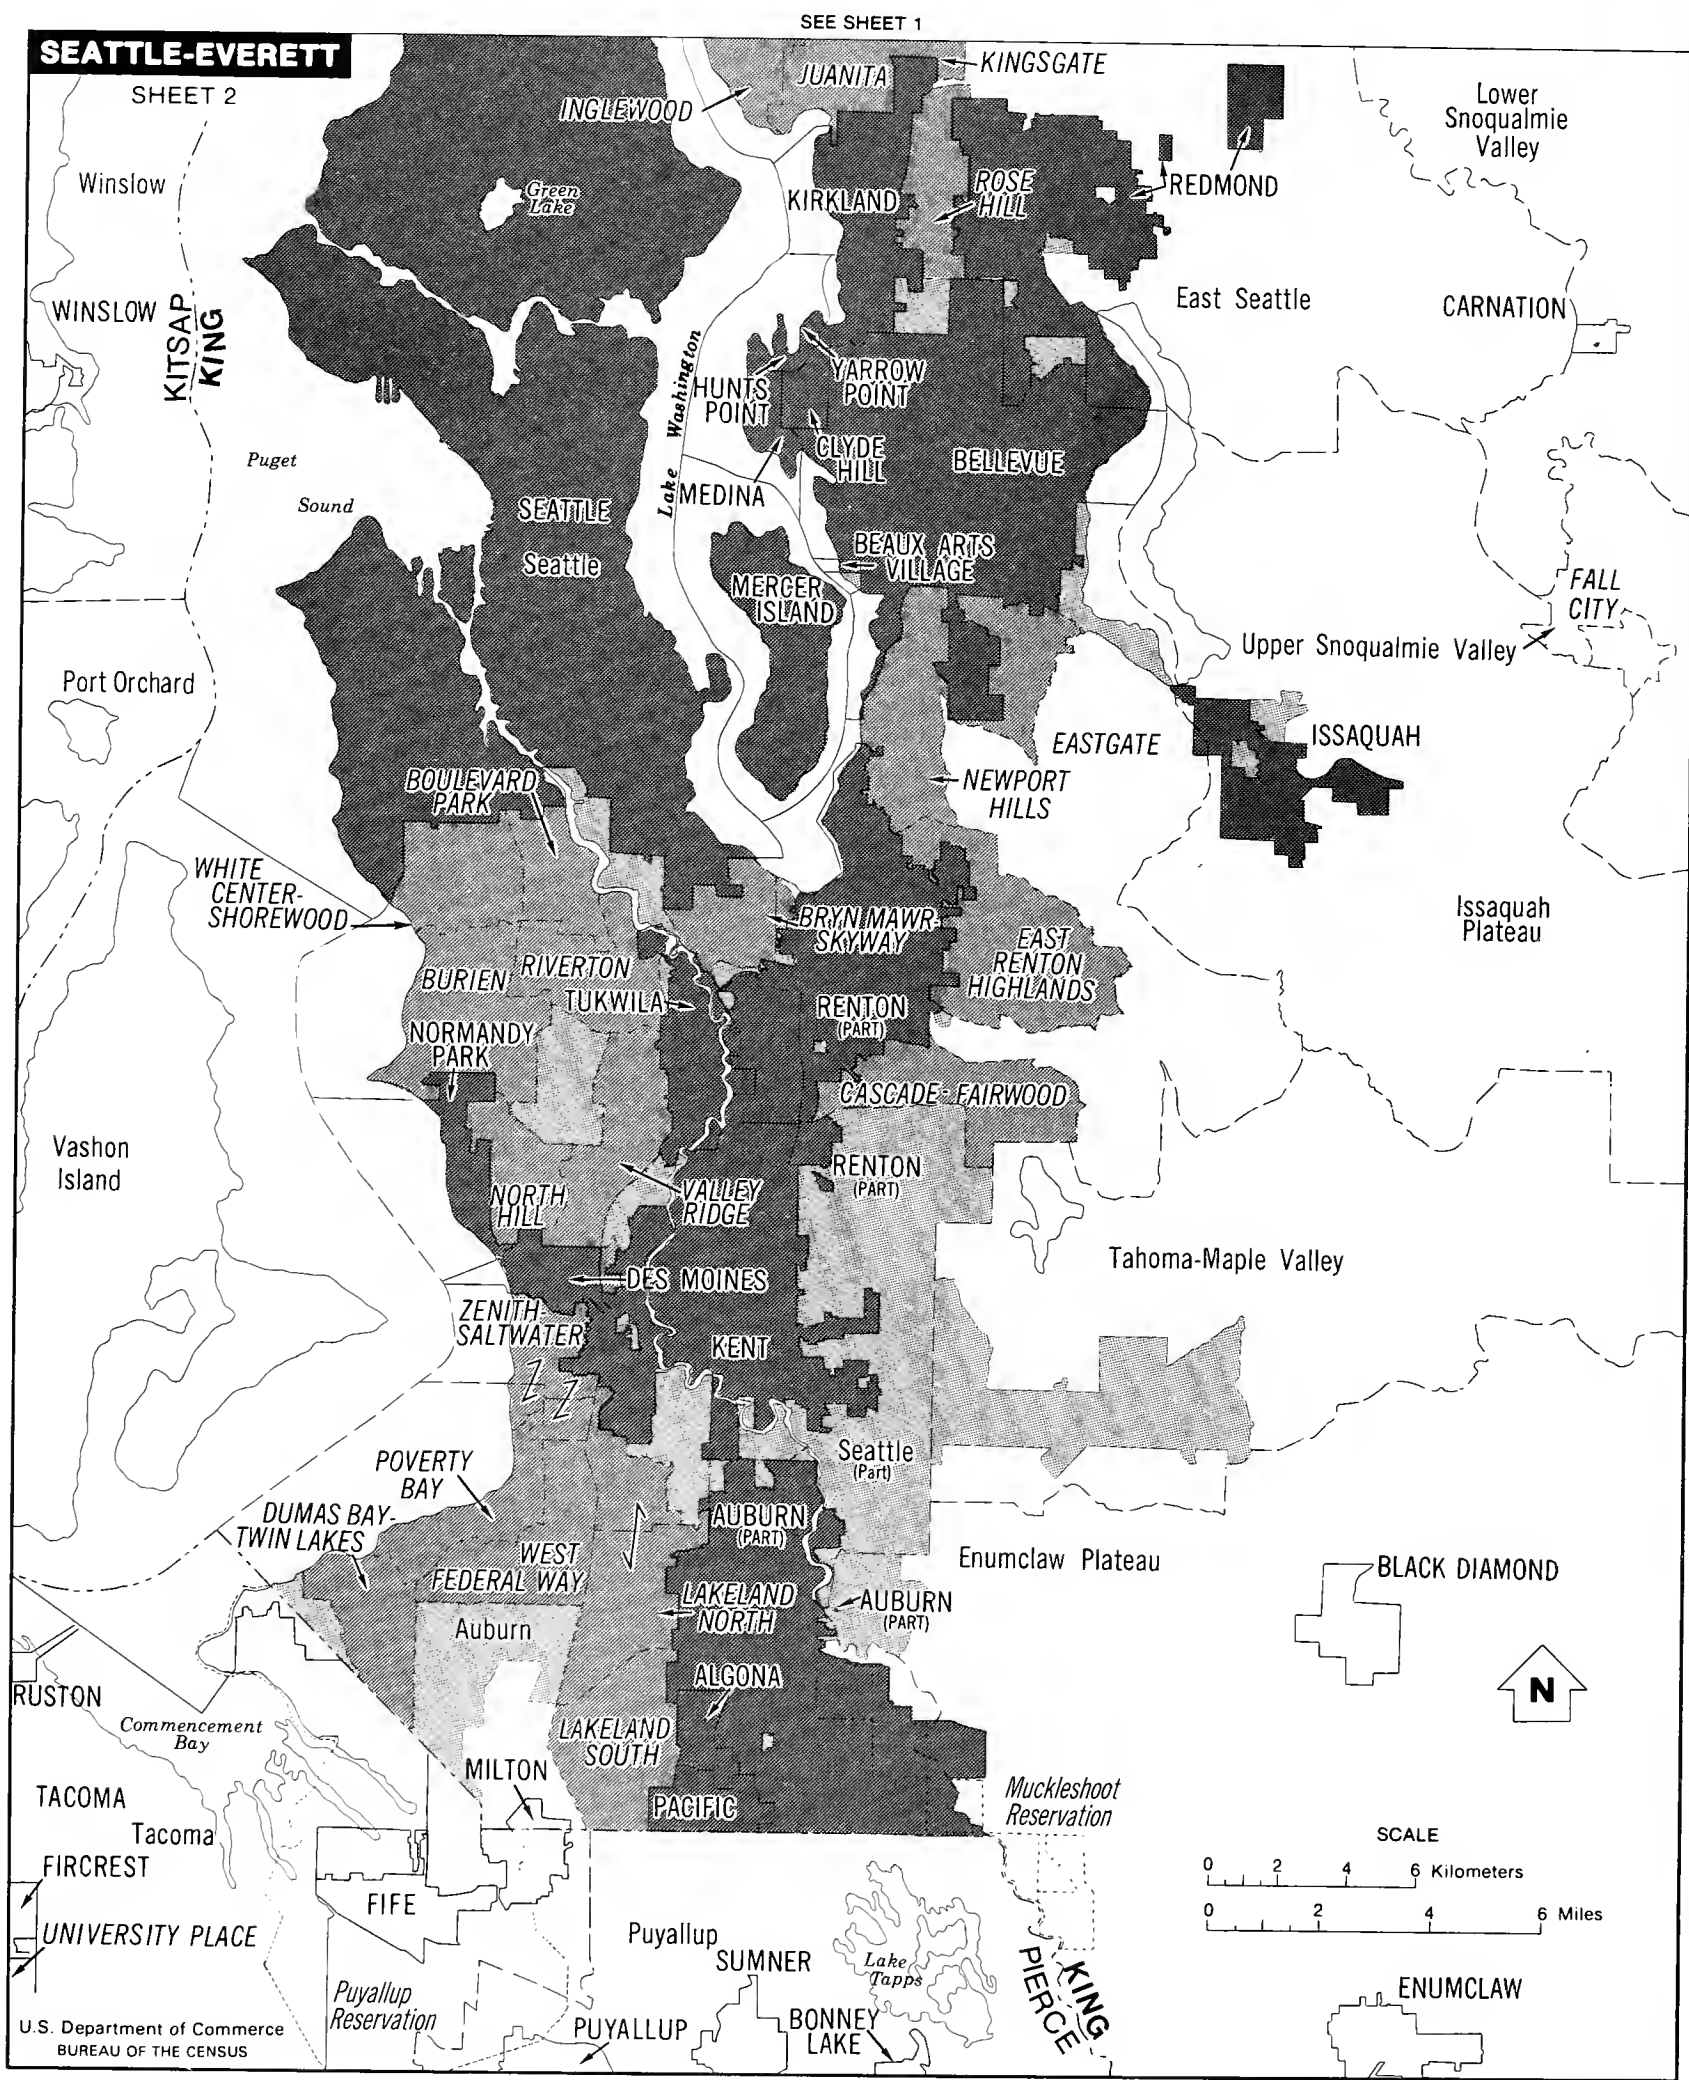 SEE SHEET 1
SEATTLE-EVERETT
SHEET 2
KINGSGATE
JUANITA
INGLEWOOD
Lower
Snoqualmie
Valley
Winslow
Green
Lake
KIRKLAND
ROSE
HILL
REDMOND
WINSLOW
KITSAP
KING
East Seattle
CARNATION
Lake Washington
HUNTS
POINT
YARROW
POINT
CLYDE
HILL
BELLEVUE
MEDINA
Puget
Sound
SEATTLE
Seattle
BEAUX ARTS
VILLAGE
MERCER
ISLAND
FALL
CITY
Upper Snoqualmie Valley
Port Orchard
EASTGATE
ISSAQUAH
NEWPORT
HILLS
BOULEVARD
PARK
WHITE
CENTER-
SHOREWOOD
BRYN MAWR-
SKYWAY
EAST
RENTON
HIGHLANDS
Issaquah
Plateau
BURIEN
RIVERTON
TUKWILA
RENTON
(PART)
NORMANDY
PARK
CASCADE-FAIRWOOD
Vashon
Island
RENTON
(PART)
NORTH
HILL
VALLEY
RIDGE
Tahoma-Maple Valley
DES MOINES
ZENITH-
SALTWATER
KENT
Seattle
(Part)
POVERTY
BAY
DUMAS BAY-
TWIN LAKES
AUBURN
(PART)
WEST
FEDERAL WAY
Enumclaw Plateau
BLACK DIAMOND
LAKELAND
NORTH
AUBURN
(PART)
Auburn
ALGONA
N
RUSTON
Commencement
Bay
LAKELAND
SOUTH
MILTON
PACIFIC
Muckleshoot
Reservation
TACOMA
Tacoma
FIRCREST
FIFE
UNIVERSITY PLACE
Puyallup
SUMNER
Lake
Tapps
KING
PIERCE
SCALE
0 2 4 6 Kilometers
0 2 4 6 Miles
Puyallup
Reservation
PUYALLUP
BONNEY
LAKE
ENUMCLAW
U.S. Department of Commerce
BUREAU OF THE CENSUS